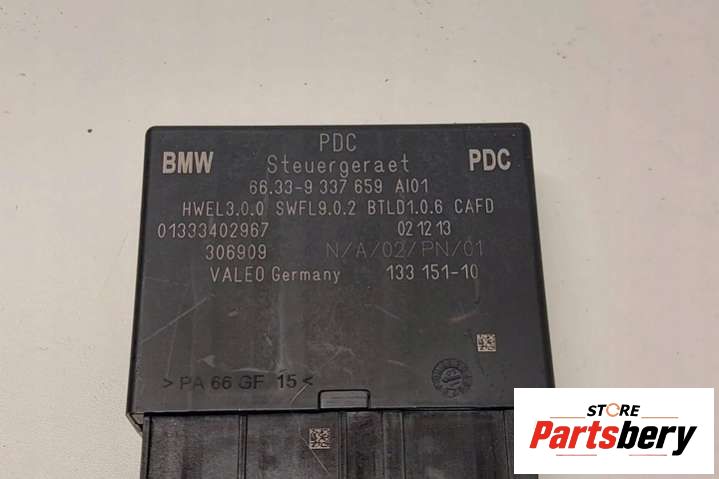 PDC
BMW Steuergeraet PDC
66.33-9 337 659 AI01
HWEL3.0.0 SWFL9.0.2 BTLD1.0.6 CAFD
01333402967 02 12 13
306909 N/A/02/PN/01
VALEO Germany 133 151-10
>PA 66 GF 15<
STORE
Partsbery